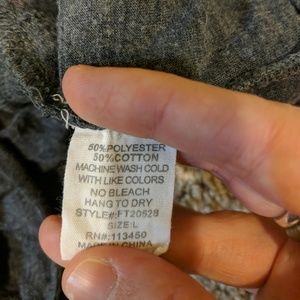 50%POLYESTER
50%COTTON
MACHINE WASH COLD
WITH LIKE COLORS
NO BLEACH
HANG TO DRY
STYLE#:FT20528
SIZE:L
RN#:113450
MADE IN CHINA